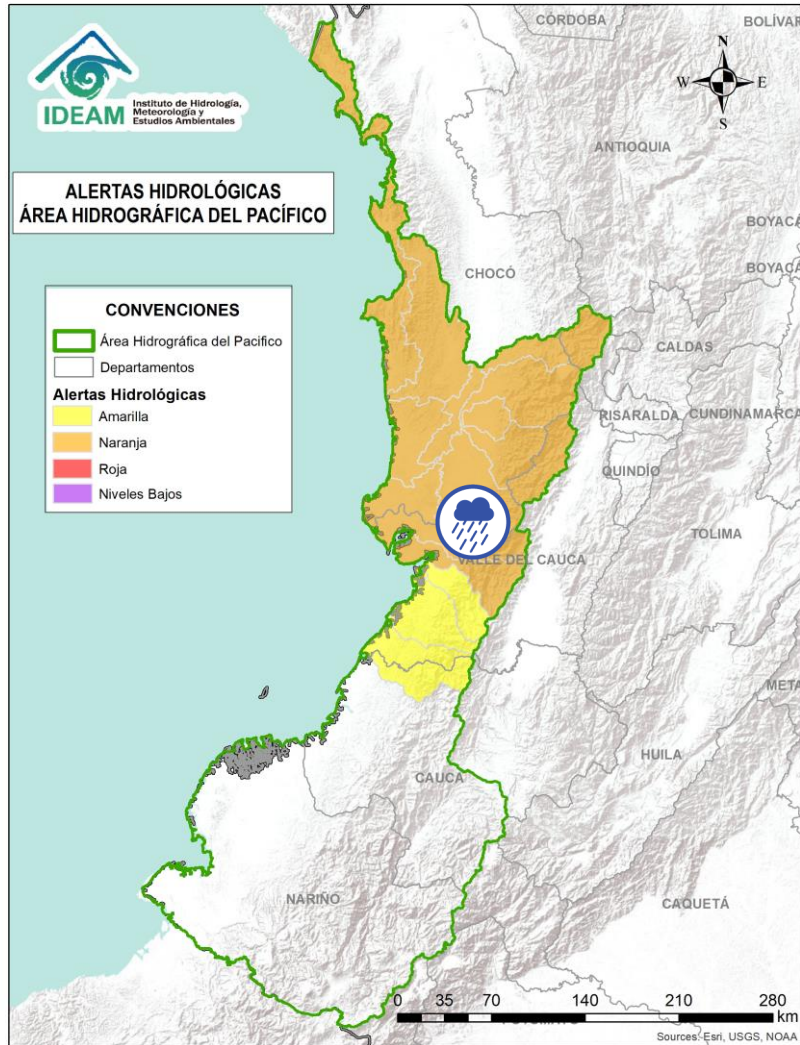 CÓRDOBA
BOLÍVAR
N
W
E
S
IDEAM
Instituto de Hidrología,
Meteorología y
Estudios Ambientales
ANTIOQUIA
ALERTAS HIDROLÓGICAS
ÁREA HIDROGRÁFICA DEL PACÍFICO
BOYACÁ
BOYACÁ
CHOCÓ
CONVENCIONES
Área Hidrográfica del Pacifico
Departamentos
Alertas Hidrológicas
Amarilla
Naranja
Roja
Niveles Bajos
CALDAS
RISARALDA
CUNDINAMARCA
QUINDÍO
TOLIMA
VALLE DEL CAUCA
META
HUILA
CAUCA
NARIÑO
CAQUETÁ
0 35 70 140 210 280
km
Sources: Esri, USGS, NOAA